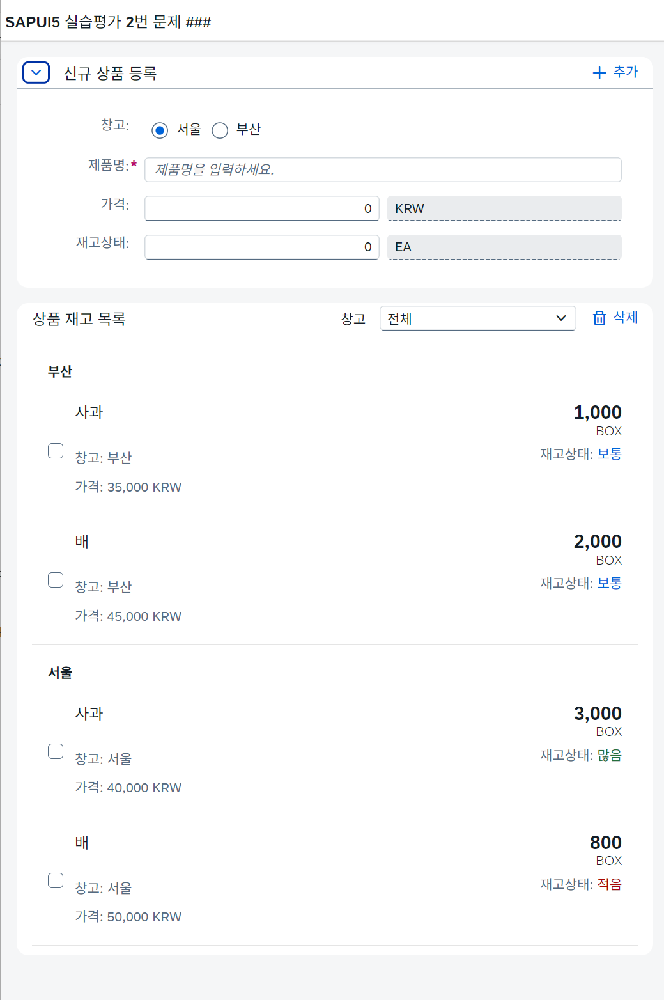 SAPUI5 실습평가 2번 문제 ###
신규 상품 등록 추가
창고: 서울 부산
제품명:* 제품명을 입력하세요.
가격: 0 KRW
재고상태: 0 EA
상품 재고 목록 창고 전체 삭제
부산
사과 1,000
BOX
재고상태: 보통
창고: 부산
가격: 35,000 KRW
배 2,000
BOX
재고상태: 보통
창고: 부산
가격: 45,000 KRW
서울
사과 3,000
BOX
재고상태: 많음
창고: 서울
가격: 40,000 KRW
배 800
BOX
재고상태: 적음
창고: 서울
가격: 50,000 KRW